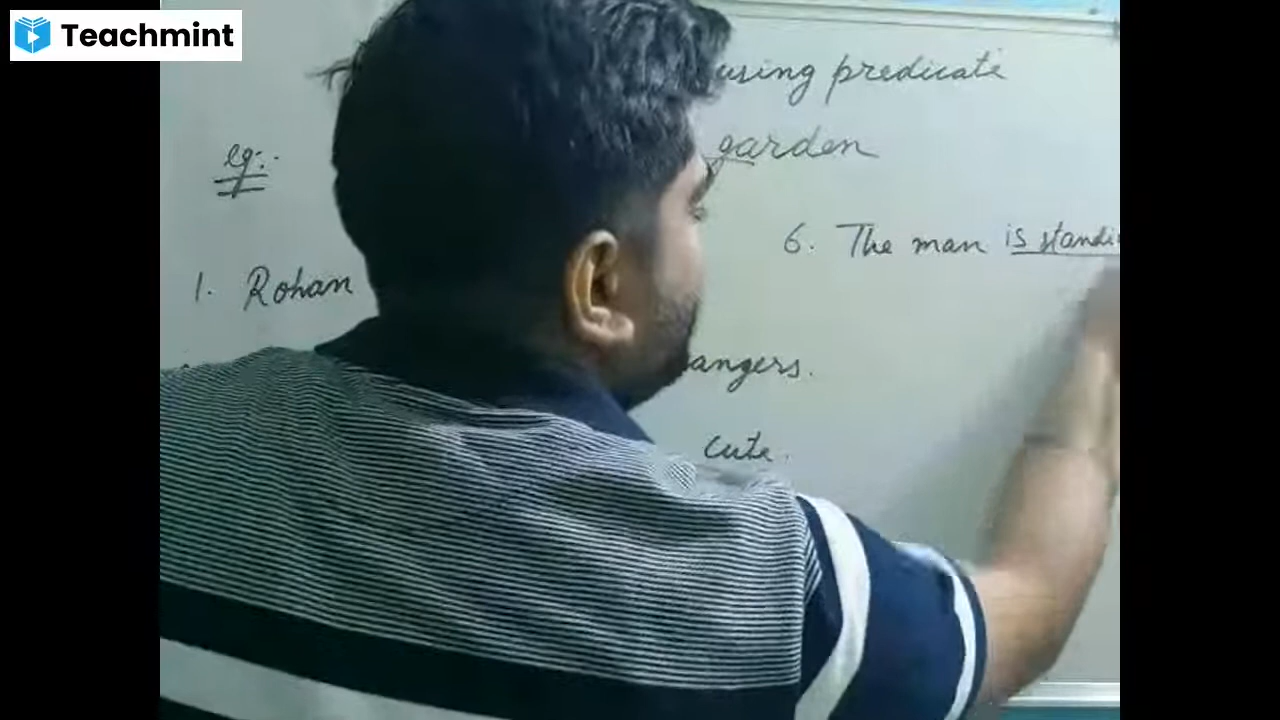 Teachmint
using predicate
eg:-
garden
6. The man is standi
1. Rohan
angers.
cute.